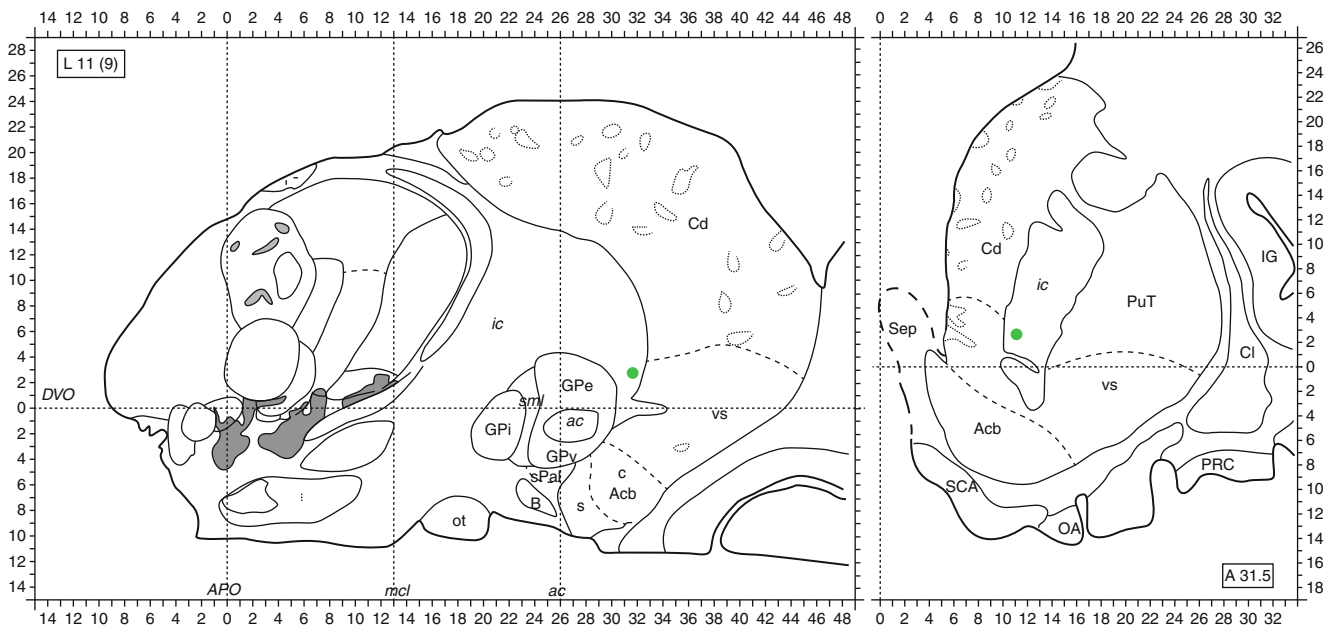 14 12 10 8 6 4 2 0 2 4 6 8 10 12 14 16 18 20 22 24 26 28 30 32 34 36 38 40 42 44 46 48
0 2 4 6 8 10 12 14 16 18 20 22 24 26 28 30 32
L 11 (9)
28
26
24
22
20
18
16
14
12
10
8
6
4
2
0
2
4
6
8
10
12
14
DVO
Cd
ic
GPe
sml
ac
GPi
GPv
sPal
B
s
c
Acb
vs
ot
APO
mcl
ac
Cd
ic
PuT
IG
Sep
Cl
vs
Acb
SCA
OA
PRC
A 31.5
26
24
22
20
18
16
14
12
10
8
6
4
2
0
2
4
6
8
10
12
14
16
18
14 12 10 8 6 4 2 0 2 4 6 8 10 12 14 16 18 20 22 24 26 28 30 32 34 36 38 40 42 44 46 48
0 2 4 6 8 10 12 14 16 18 20 22 24 26 28 30 32